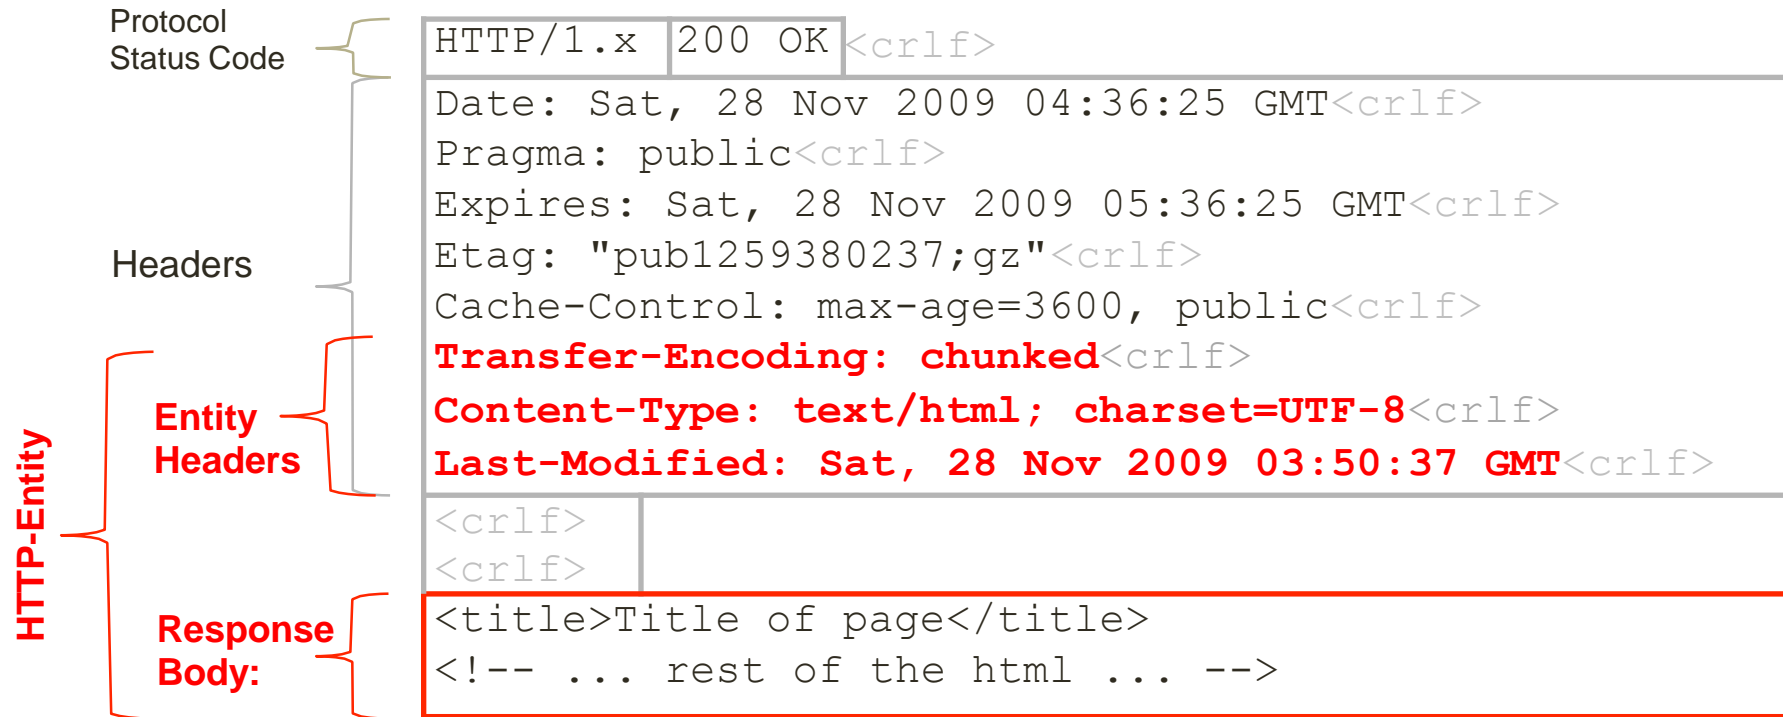 Protocol
Status Code
HTTP/1.x 200 OK<crlf>
Headers
Date: Sat, 28 Nov 2009 04:36:25 GMT<crlf>
Pragma: public<crlf>
Expires: Sat, 28 Nov 2009 05:36:25 GMT<crlf>
Etag: "pub1259380237;gz"<crlf>
Cache-Control: max-age=3600, public<crlf>
HTTP-Entity
Entity
Headers
Transfer-Encoding: chunked<crlf>
Content-Type: text/html; charset=UTF-8<crlf>
Last-Modified: Sat, 28 Nov 2009 03:50:37 GMT<crlf>
<crlf>
<crlf>
Response
Body:
<title>Title of page</title>
<!-- ... rest of the html ... -->